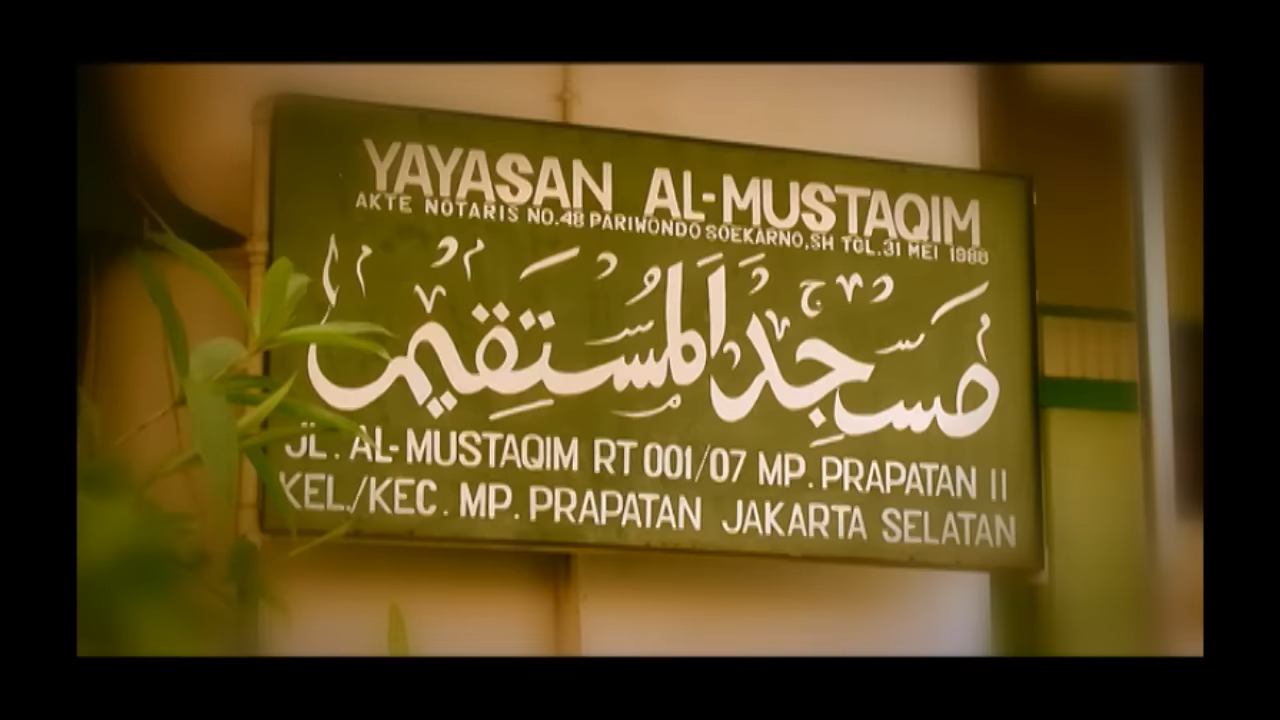 YAYASAN AL-MUSTAQIM
AKTE NOTARIS NO.48 PARIWONDO SOEKARNO,SH TGL.31 MEI 1988
مسجد المستقيم
JL. AL-MUSTAQIM RT 001/07 MP. PRAPATAN II
KEL./KEC. MP. PRAPATAN JAKARTA SELATAN